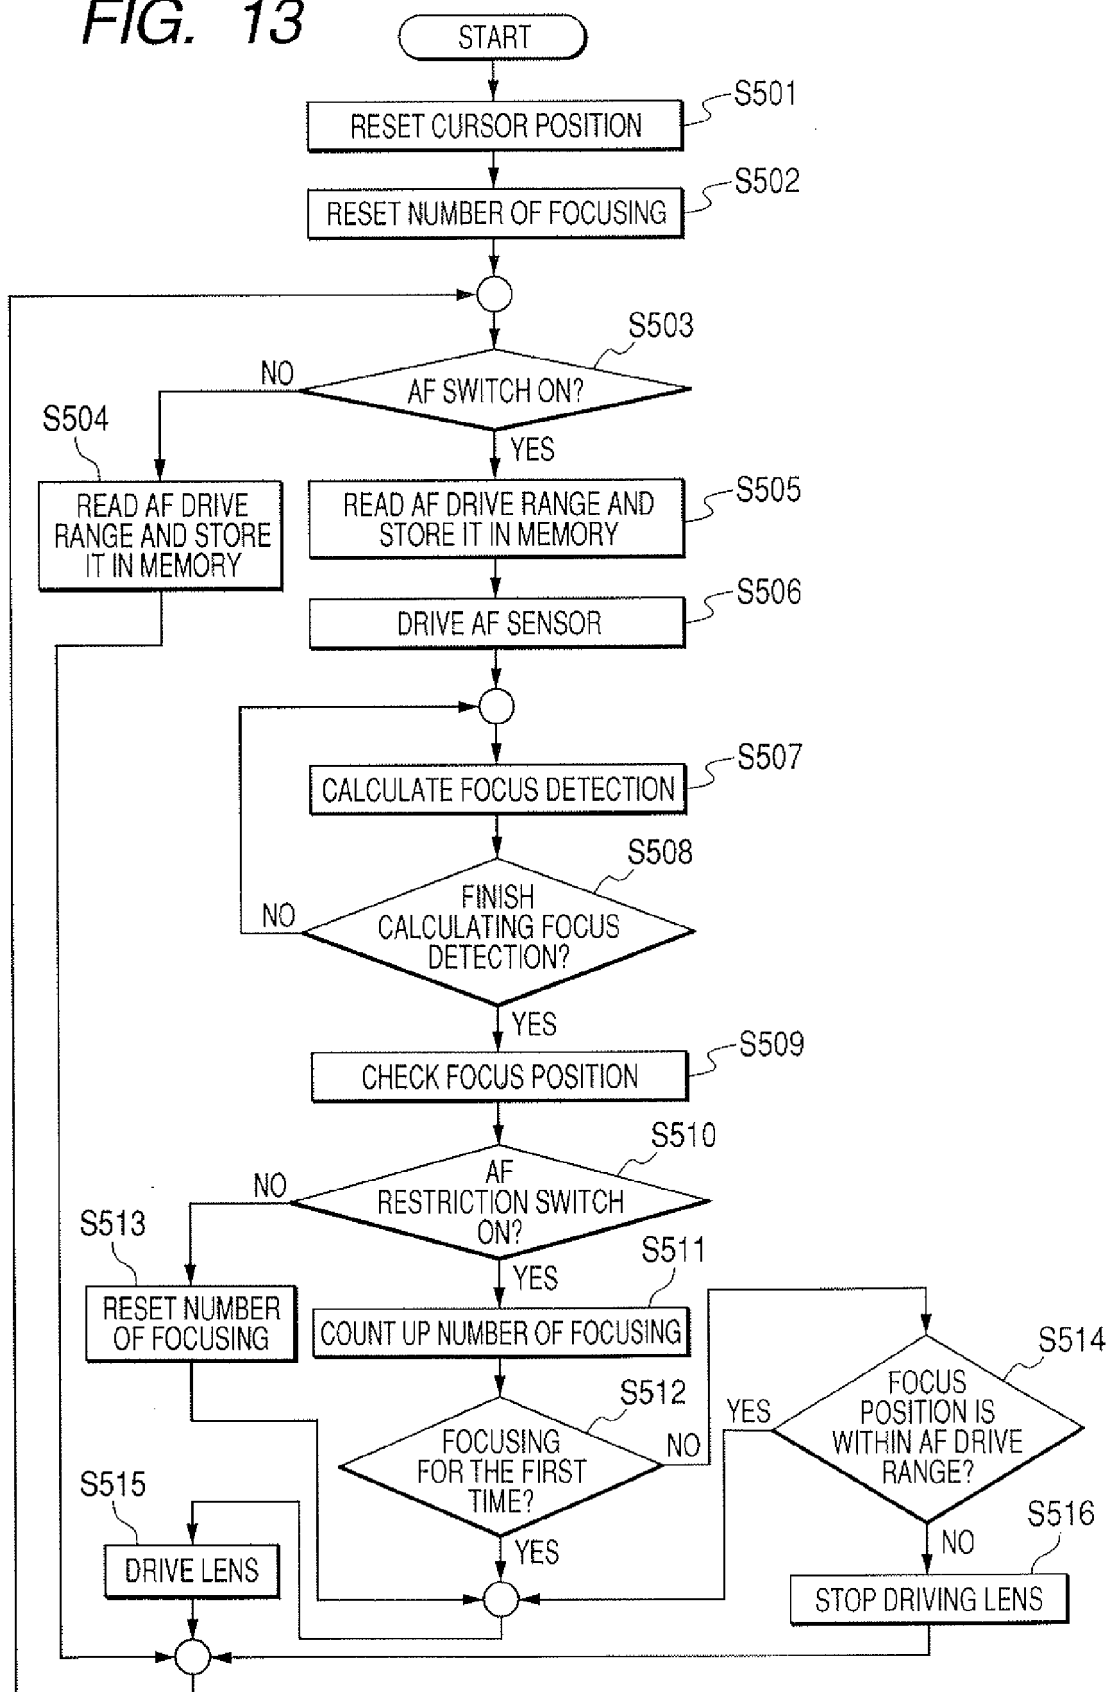 FIG. 13
START
S501
RESET CURSOR POSITION
S502
RESET NUMBER OF FOCUSING
S503
NO
AF SWITCH ON?
S504
YES
READ AF DRIVE
RANGE AND STORE
IT IN MEMORY
S505
READ AF DRIVE RANGE AND
STORE IT IN MEMORY
S506
DRIVE AF SENSOR
S507
CALCULATE FOCUS DETECTION
S508
FINISH
CALCULATING FOCUS
DETECTION?
NO
YES
S509
CHECK FOCUS POSITION
S510
AF
RESTRICTION SWITCH
ON?
NO
S513
YES
S511
RESET NUMBER
OF FOCUSING
COUNT UP NUMBER OF FOCUSING
S512
FOCUSING
FOR THE FIRST
TIME?
NO
S514
YES
FOCUS
POSITION IS
WITHIN AF DRIVE
RANGE?
S515
DRIVE LENS
YES
NO
S516
STOP DRIVING LENS